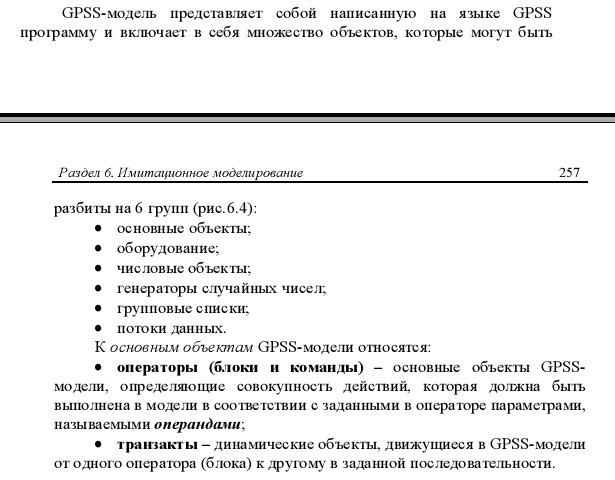 GPSS-модель представляет собой написанную на языке GPSS
программу и включает в себя множество объектов, которые могут быть
Раздел 6. Имитационное моделирование 257
разбиты на 6 групп (рис.6.4):
• основные объекты;
• оборудование;
• числовые объекты;
• генераторы случайных чисел;
• групповые списки;
• потоки данных.
К основным объектам GPSS-модели относятся:
• операторы (блоки и команды) – основные объекты GPSS-
модели, определяющие совокупность действий, которая должна быть
выполнена в модели в соответствии с заданными в операторе параметрами,
называемыми операндами;
• транзакты – динамические объекты, движущиеся в GPSS-модели
от одного оператора (блока) к другому в заданной последовательности.